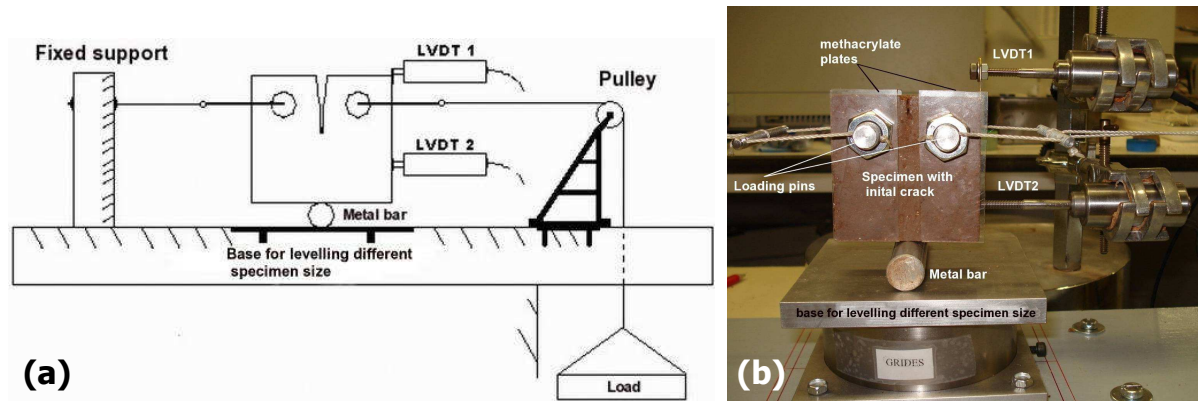 Fixed support
LVDT 1
Pulley
LVDT 2
Metal bar
Base for levelling different
specimen size
Load
(a)
methacrylate
plates
LVDT1
Loading pins
Specimen with
inital crack
LVDT2
Metal bar
base for levelling different specimen size
GRIDES
(b)